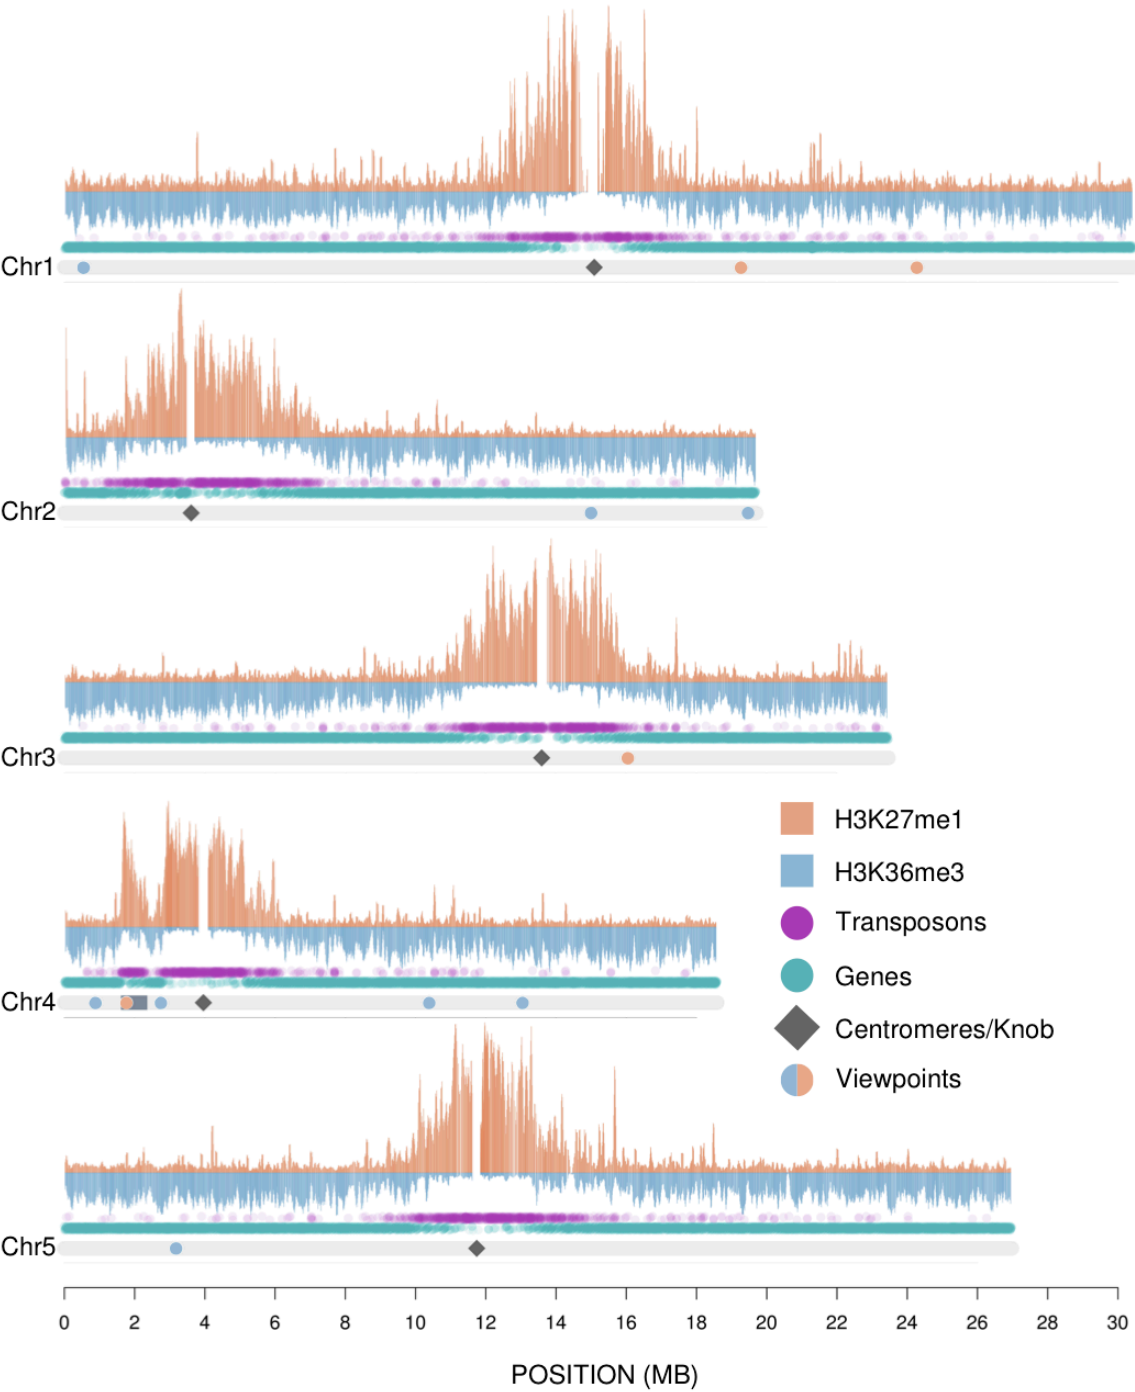 Chr1
Chr2
Chr3
H3K27me1
H3K36me3
Transposons
Genes
Chr4
Centromeres/Knob
Viewpoints
Chr5
0 2 4 6 8 10 12 14 16 18 20 22 24 26 28 30
POSITION (MB)